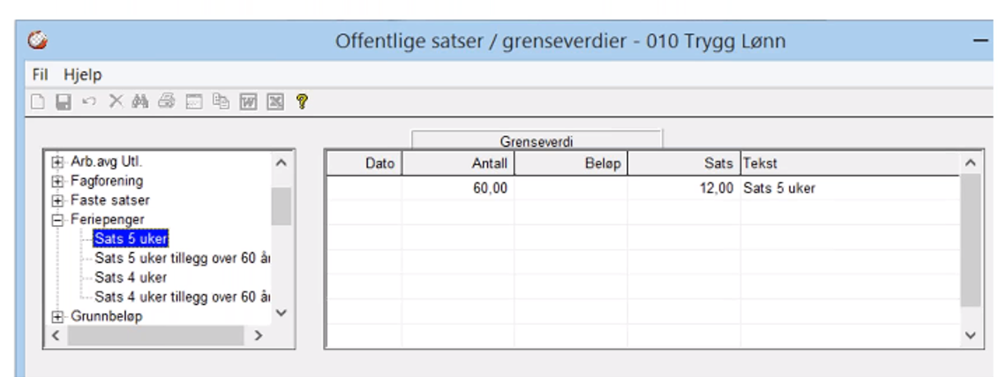 Offentlige satser / grenseverdier - 010 Trygg Lønn
Fil Hjelp
Arb.avg Utl.
Fagforening
Faste satser
Feriepenger
Sats 5 uker
Sats 5 uker tillegg over 60 å
Sats 4 uker
Sats 4 uker tillegg over 60 å
Grunnbeløp
Grenseverdi
Dato Antall Beløp Sats Tekst
60,00 12,00 Sats 5 uker